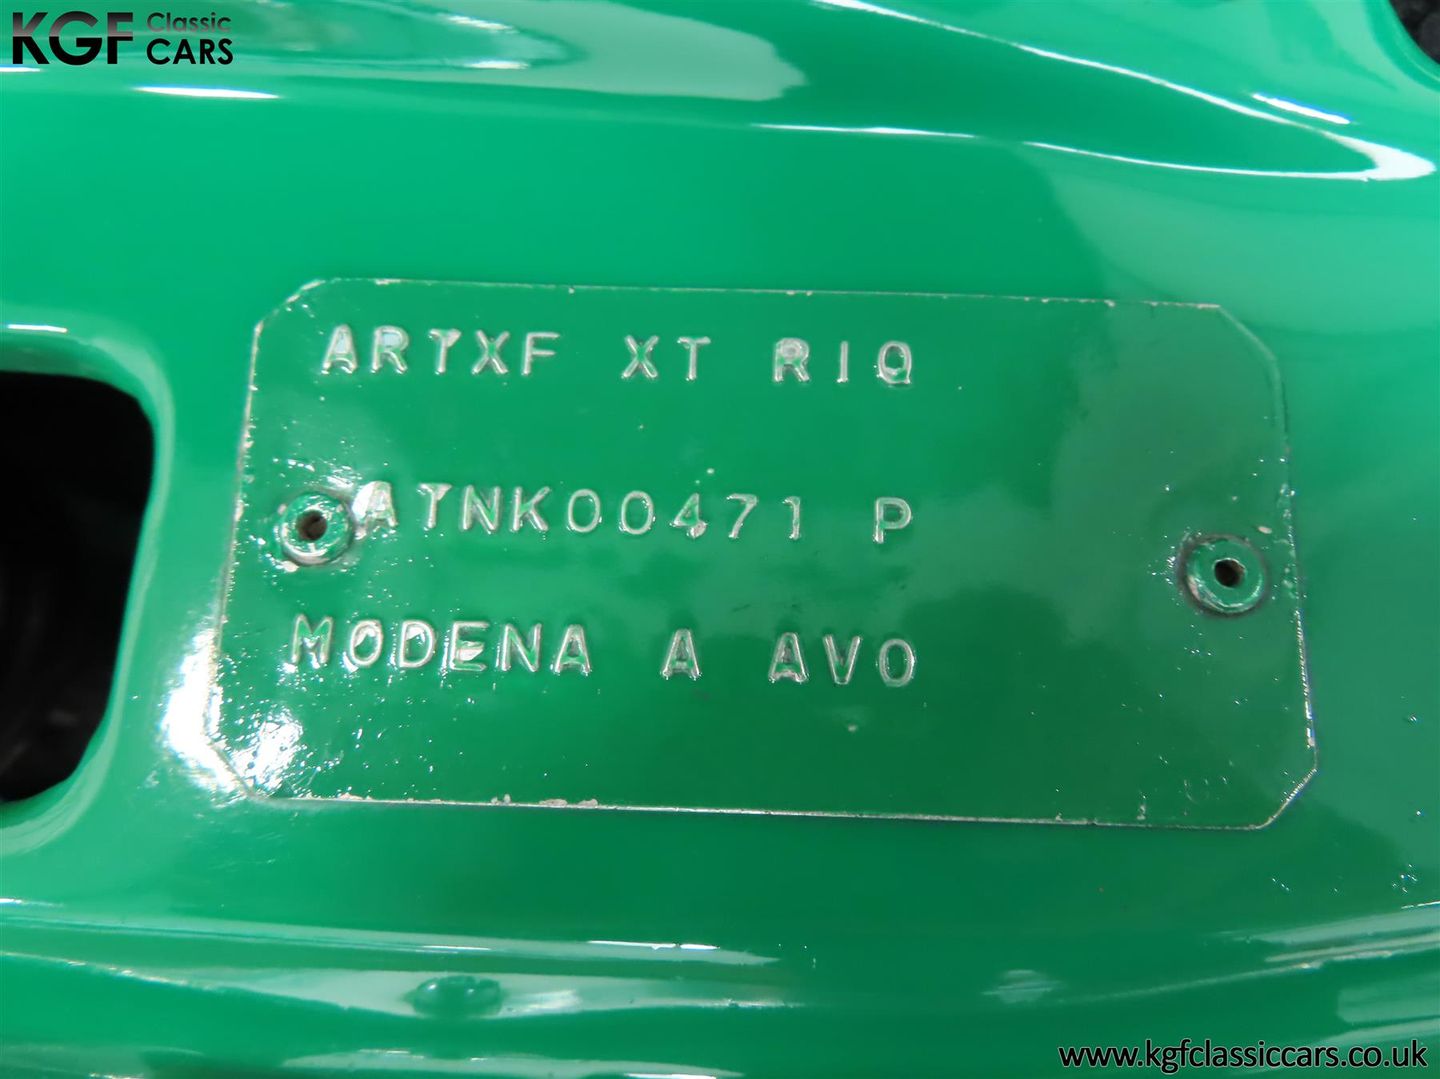 KGF Classic CARS
ARTXF XT RIQ
ATNK00471 P
MODENA A AVO
www.kgfclassiccars.co.uk